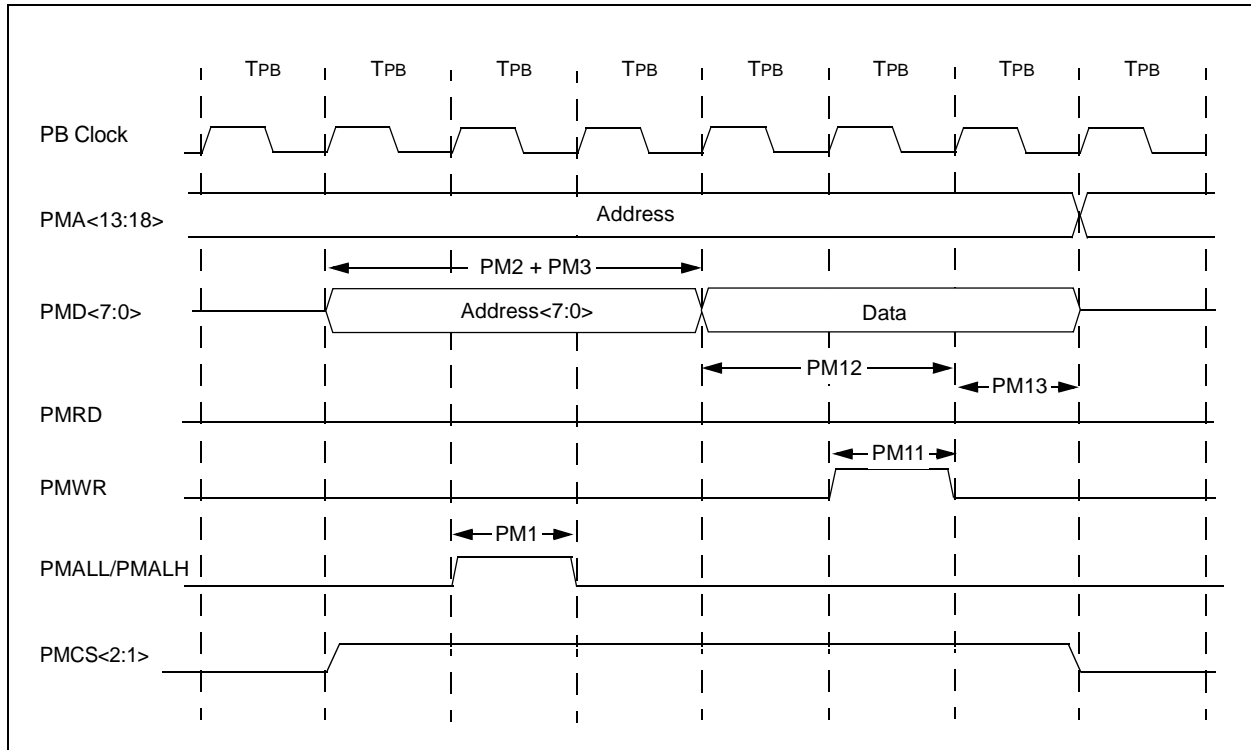 TPB TPB TPB TPB TPB TPB TPB TPB
PB Clock
PMA<13:18> Address
PM2 + PM3
PMD<7:0> Address<7:0> Data
PM12
PM13
PMRD
PM11
PMWR
PM1
PMALL/PMALH
PMCS<2:1>